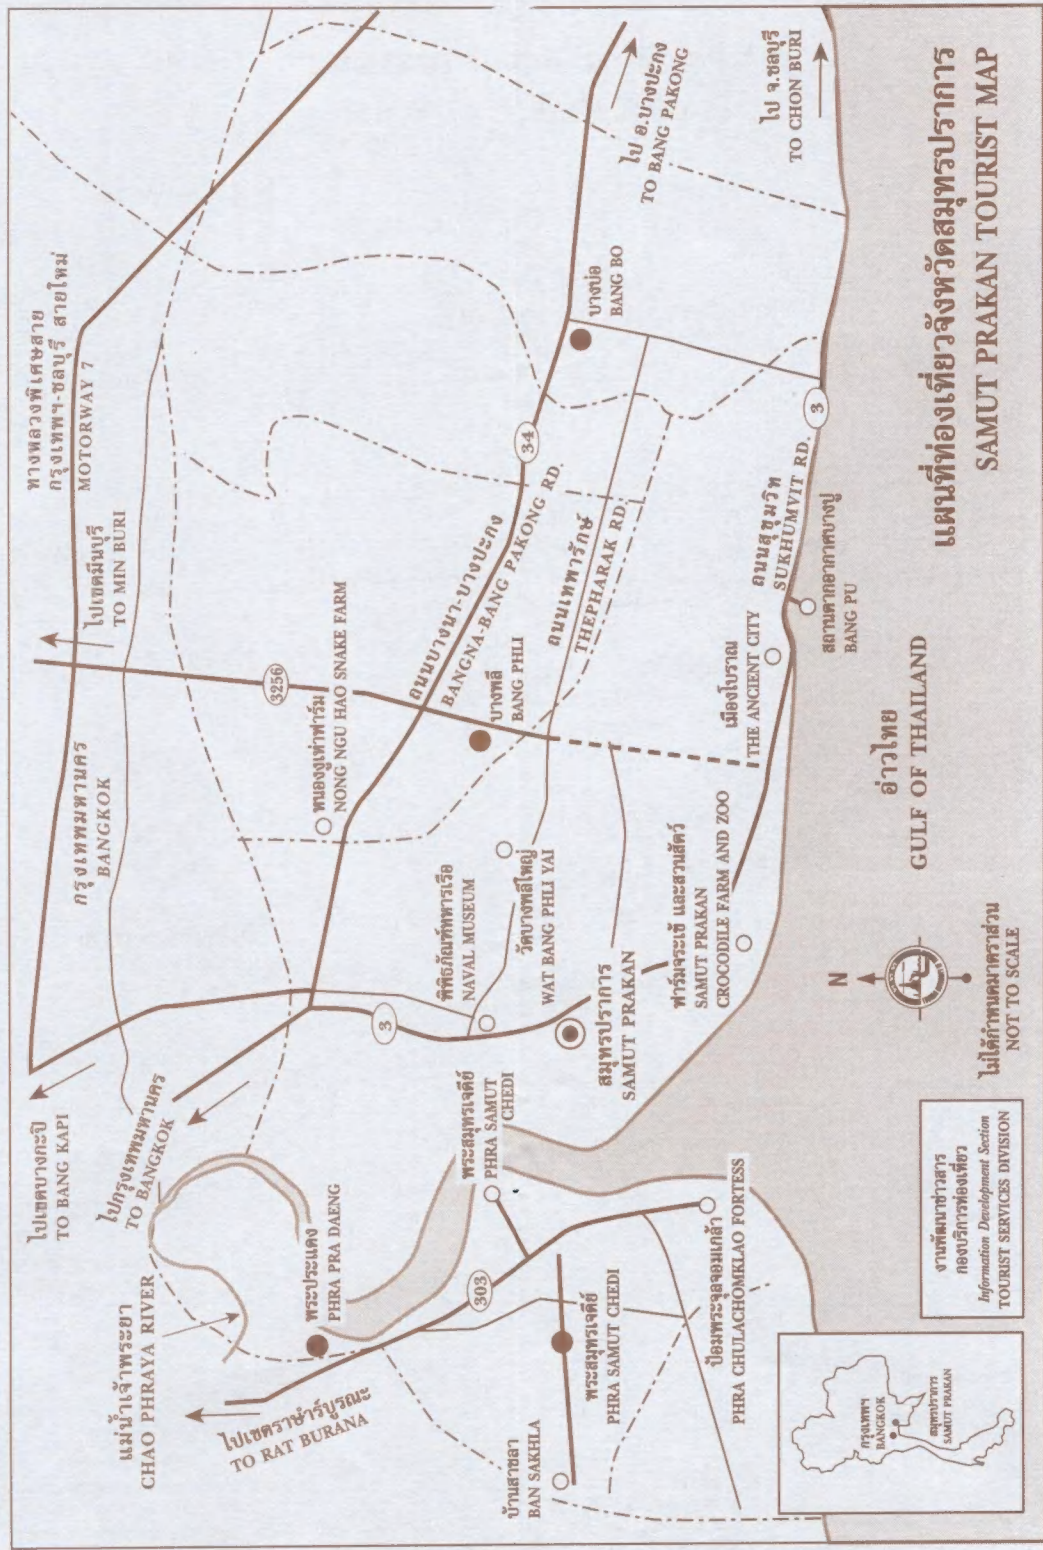 แผนที่ท่องเที่ยวจังหวัดสมุทรปราการ
SAMUT PRAKAN TOURIST MAP
แม่น้ำเจ้าพระยา
CHAO PHRAYA RIVER
ไปเขตบางกะปิ
TO BANG KAPI
ไปกรุงเทพมหานคร
TO BANGKOK
กรุงเทพมหานคร
BANGKOK
ไปเขตมีนบุรี
TO MIN BURI
ทางหลวงพิเศษสาย
กรุงเทพฯ-ชลบุรี สายใหม่
MOTORWAY 7
ไปเขตราษฎร์บูรณะ
TO RAT BURANA
พระประแดง
PHRA PRA DAENG
3
3256
หนองงูเห่าฟาร์ม
NONG NGU HAO SNAKE FARM
ถนนบางนา-บางปะกง
BANGNA-BANG PAKONG RD.
34
303
พระสมุทรเจดีย์
PHRA SAMUT
CHEDI
พิพิธภัณฑ์ทหารเรือ
NAVAL MUSEUM
วัดบางพลีใหญ่
WAT BANG PHLI YAI
บางพลี
BANG PHLI
ถนนเทพารักษ์
THEPHARAK RD.
บางบ่อ
BANG BO
ไป อ.บางปะกง
TO BANG PAKONG
บ้านสาขลา
BAN SAKHLA
พระสมุทรเจดีย์
PHRA SAMUT CHEDI
สมุทรปราการ
SAMUT PRAKAN
ฟาร์มจระเข้ และสวนสัตว์
SAMUT PRAKAN
CROCODILE FARM AND ZOO
เมืองโบราณ
THE ANCIENT CITY
ถนนสุขุมวิท
SUKHUMVIT RD.
3
ไป จ.ชลบุรี
TO CHON BURI
ป้อมพระจุลจอมเกล้า
PHRA CHULACHOMKLAO FORTESS
สถานตากอากาศบางปู
BANG PU
อ่าวไทย
GULF OF THAILAND
N
ไม่ได้กำหนดมาตราส่วน
NOT TO SCALE
กรุงเทพฯ
BANGKOK
สมุทรปราการ
SAMUT PRAKAN
งานพัฒนาข่าวสาร
กองบริการท่องเที่ยว
Information Development Section
TOURIST SERVICES DIVISION